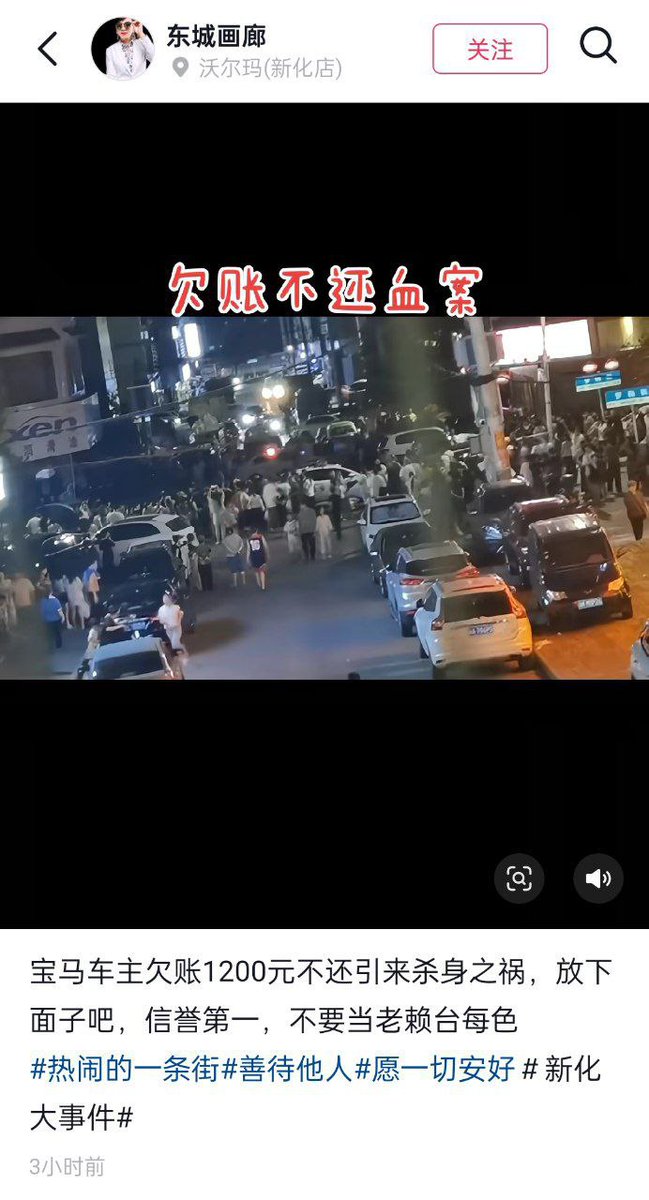 东城画廊
沃尔玛(新化店)
关注
欠账不还血案
xen
宝马车主欠账1200元不还引来杀身之祸，放下
面子吧，信誉第一，不要当老赖台每色
#热闹的一条街#善待他人#愿一切安好＃新化
大事件#
3小时前